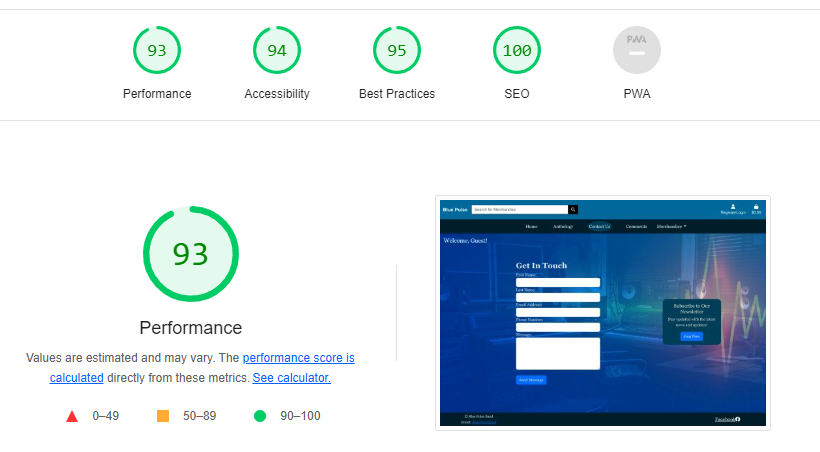 93
94
95
100
PWA
Performance
Accessibility
Best Practices
SEO
PWA
93
Performance
Values are estimated and may vary. The performance score is
calculated directly from these metrics. See calculator.
0–49
50–89
90–100
Blue Pulse
Search for Merchandise
Register/Login
$0.00
Home
Anthology
Contact Us
Comments
Merchandise
Welcome, Guest!
Get In Touch
First Name:
Last Name:
Email Address:
Phone Number:
Message:
Send Message
Subscribe to Our
Newsletter
Stay updated with the latest
news and updates!
© Blue Pulse Band
Email:
Facebook